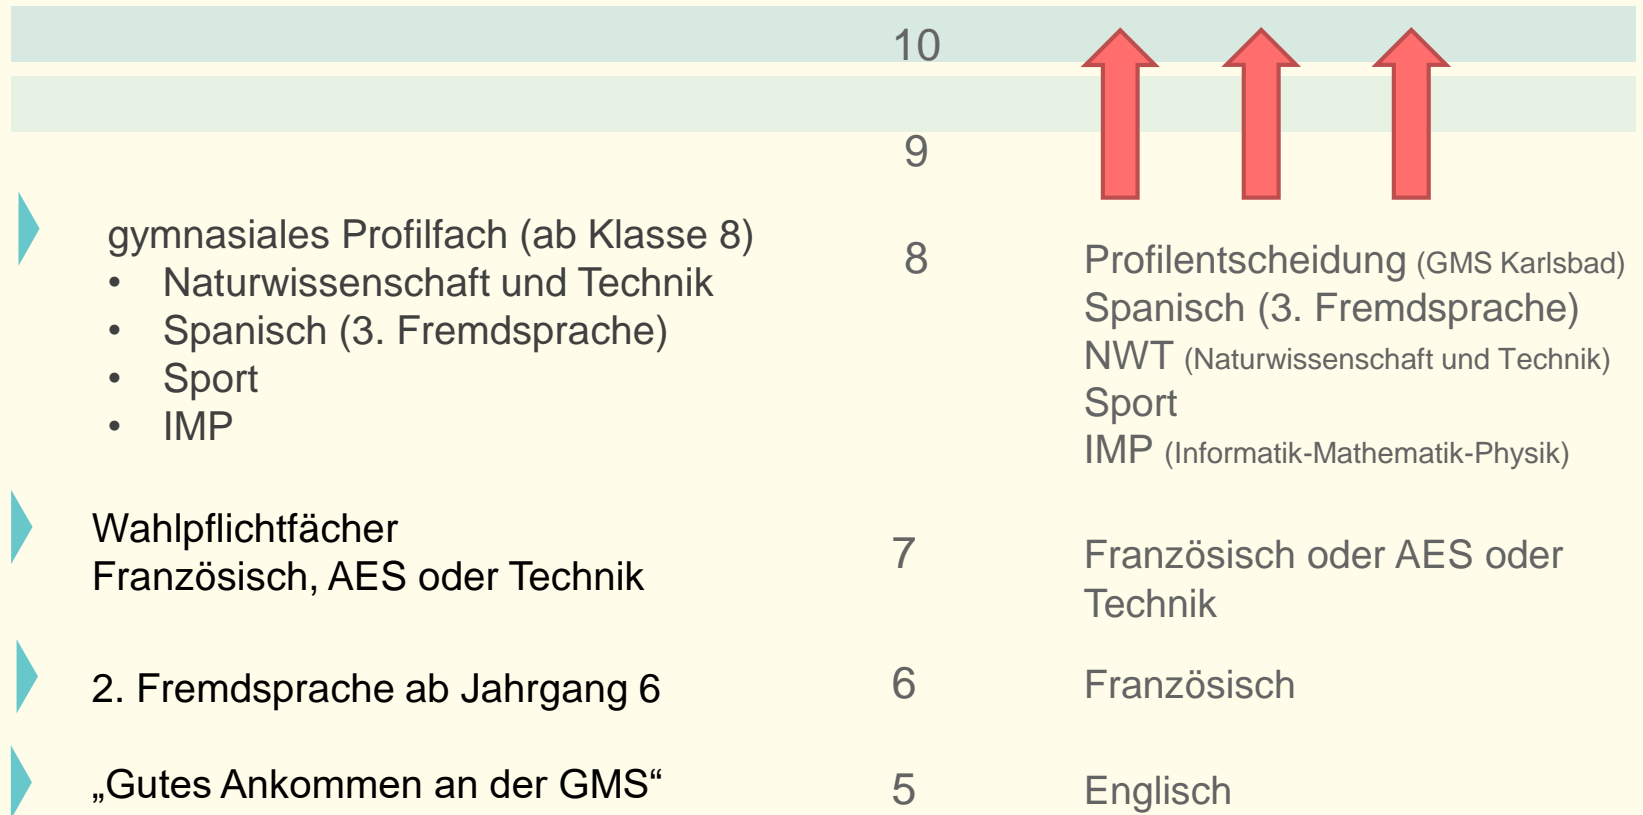 10
9
gymnasiales Profilfach (ab Klasse 8)
• Naturwissenschaft und Technik
• Spanisch (3. Fremdsprache)
• Sport
• IMP
8
Profilentscheidung (GMS Karlsbad)
Spanisch (3. Fremdsprache)
NWT (Naturwissenschaft und Technik)
Sport
IMP (Informatik-Mathematik-Physik)
Wahlpflichtfächer
Französisch, AES oder Technik
7
Französisch oder AES oder
Technik
2. Fremdsprache ab Jahrgang 6
6
Französisch
„Gutes Ankommen an der GMS“
5
Englisch